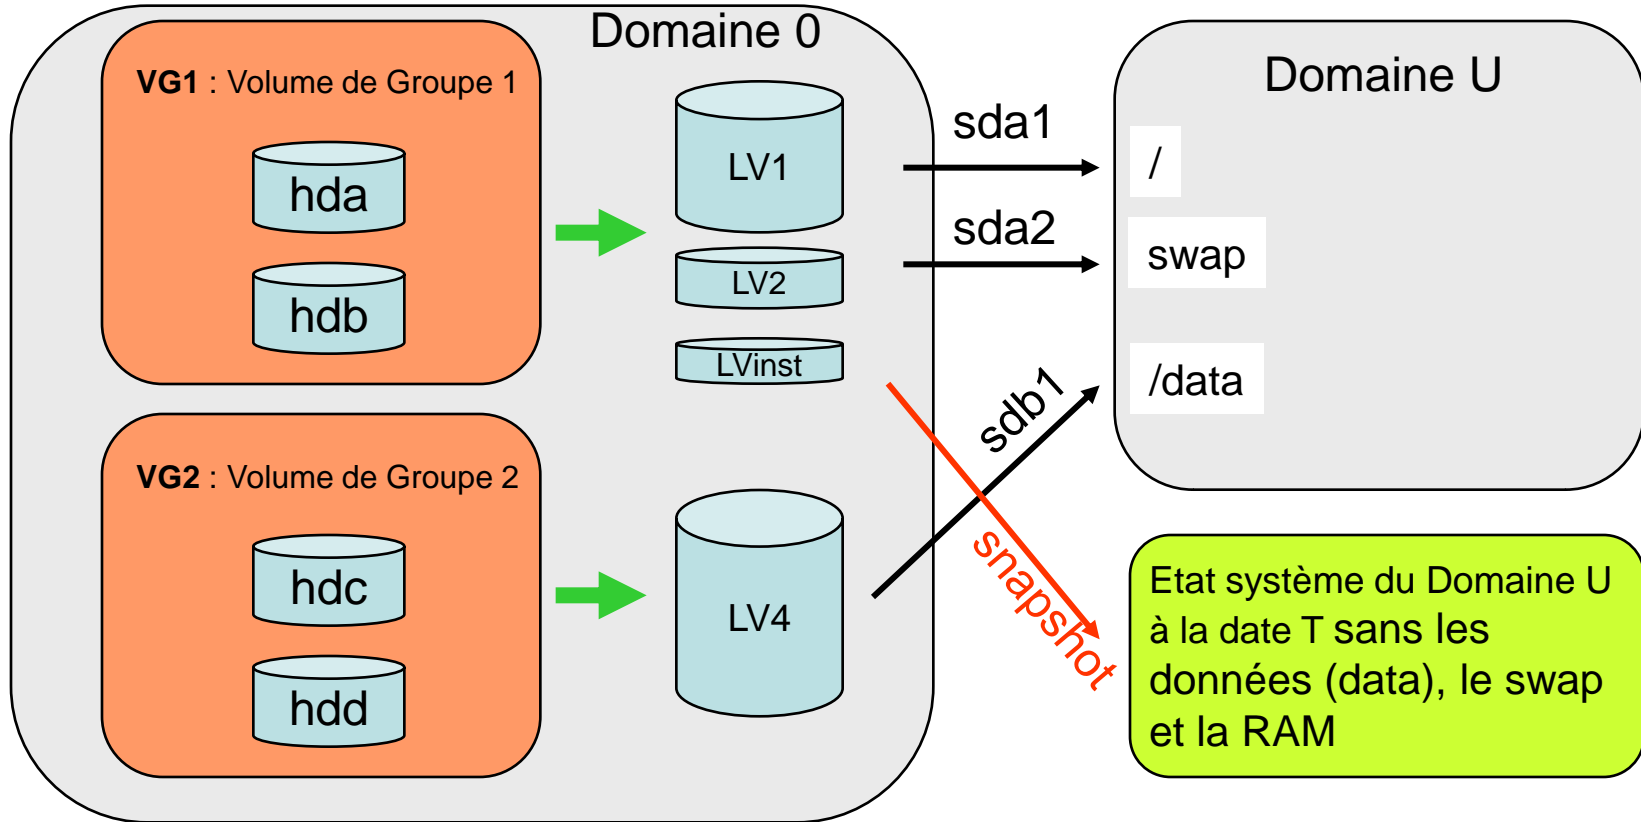 Domaine 0
VG1 : Volume de Groupe 1
hda
hdb
LV1
LV2
LVinst
VG2 : Volume de Groupe 2
hdc
hdd
LV4
sda1
sda2
sdb1
snapshot
Domaine U
/
swap
/data
Etat système du Domaine U
à la date T sans les
données (data), le swap
et la RAM